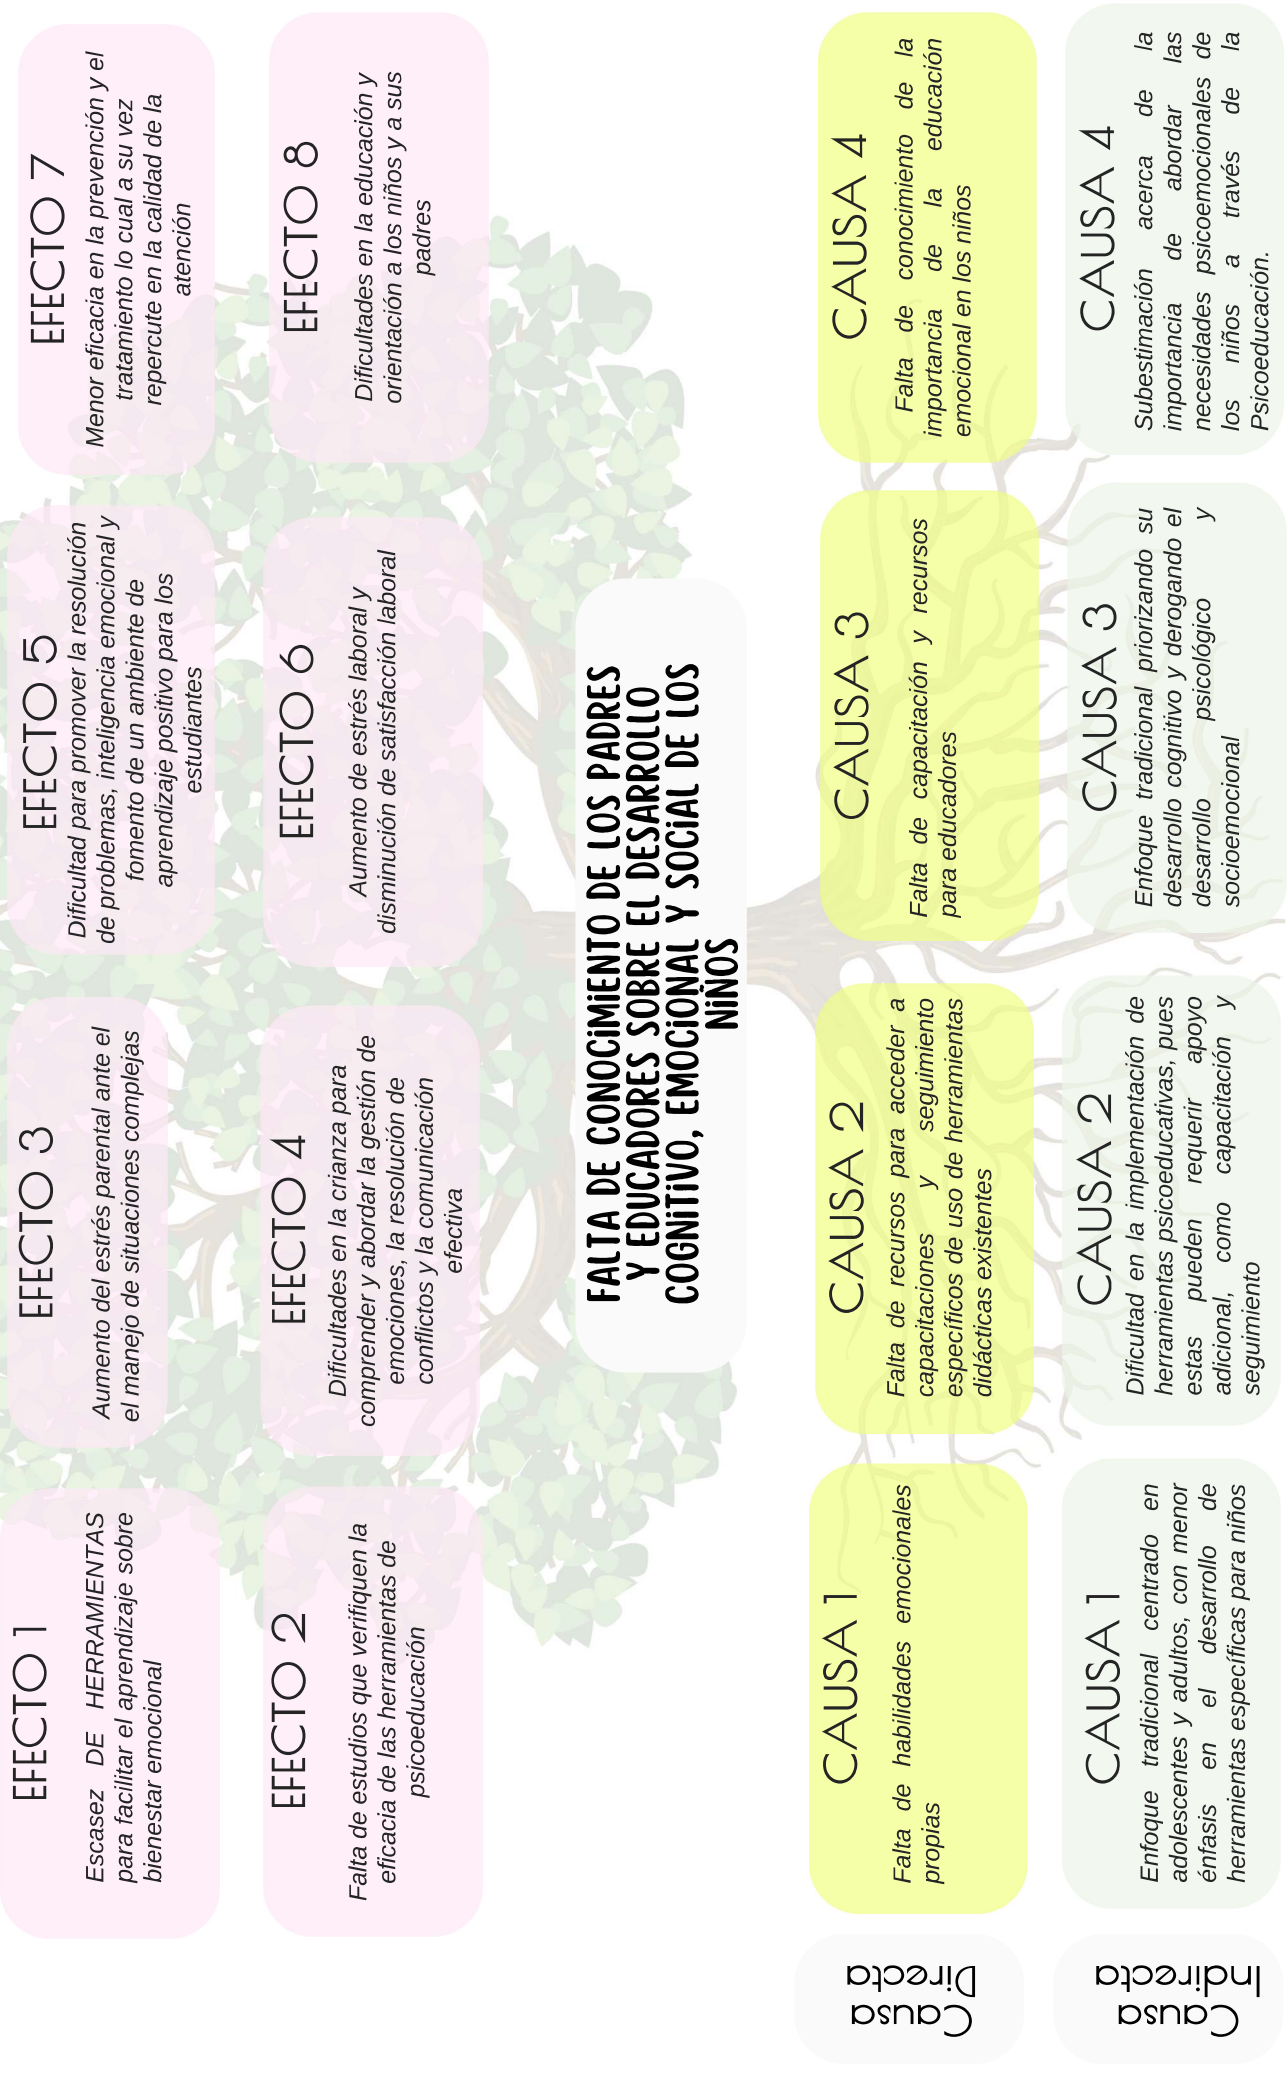 EFECTO 1
Escasez DE HERRAMIENTAS
para facilitar el aprendizaje sobre
bienestar emocional
EFECTO 3
Aumento del estrés parental ante el
el manejo de situaciones complejas
EFECTO 5
Dificultad para promover la resolución
de problemas, inteligencia emocional y
fomento de un ambiente de
aprendizaje positivo para los
estudiantes
EFECTO 7
Menor eficacia en la prevención y el
tratamiento lo cual a su vez
repercute en la calidad de la
atención
EFECTO 2
Falta de estudios que verifiquen la
eficacia de las herramientas de
psicoeducación
EFECTO 4
Dificultades en la crianza para
comprender y abordar la gestión de
emociones, la resolución de
conflictos y la comunicación
efectiva
EFECTO 6
Aumento de estrés laboral y
disminución de satisfacción laboral
EFECTO 8
Dificultades en la educación y
orientación a los niños y a sus
padres
FALTA DE CONOCIMIENTO DE LOS PADRES
Y EDUCADORES SOBRE EL DESARROLLO
COGNITIVO, EMOCIONAL Y SOCIAL DE LOS
NIÑOS
Causa
Directa
CAUSA 1
Falta de habilidades emocionales
propias
CAUSA 2
Falta de recursos para acceder a
capacitaciones y seguimiento
específicos de uso de herramientas
didácticas existentes
CAUSA 3
Falta de capacitación y recursos
para educadores
CAUSA 4
Falta de conocimiento de la
importancia de la educación
emocional en los niños
Causa
Indirecta
CAUSA 1
Enfoque tradicional centrado en
adolescentes y adultos, con menor
énfasis en el desarrollo de
herramientas específicas para niños
CAUSA 2
Dificultad en la implementación de
herramientas psicoeducativas, pues
estas pueden requerir apoyo
adicional, como capacitación y
seguimiento
CAUSA 3
Enfoque tradicional priorizando su
desarrollo cognitivo y derogando el
desarrollo psicológico y
socioemocional
CAUSA 4
Subestimación acerca de la
importancia de abordar las
necesidades psicoemocionales de
los niños a través de la
Psicoeducación.